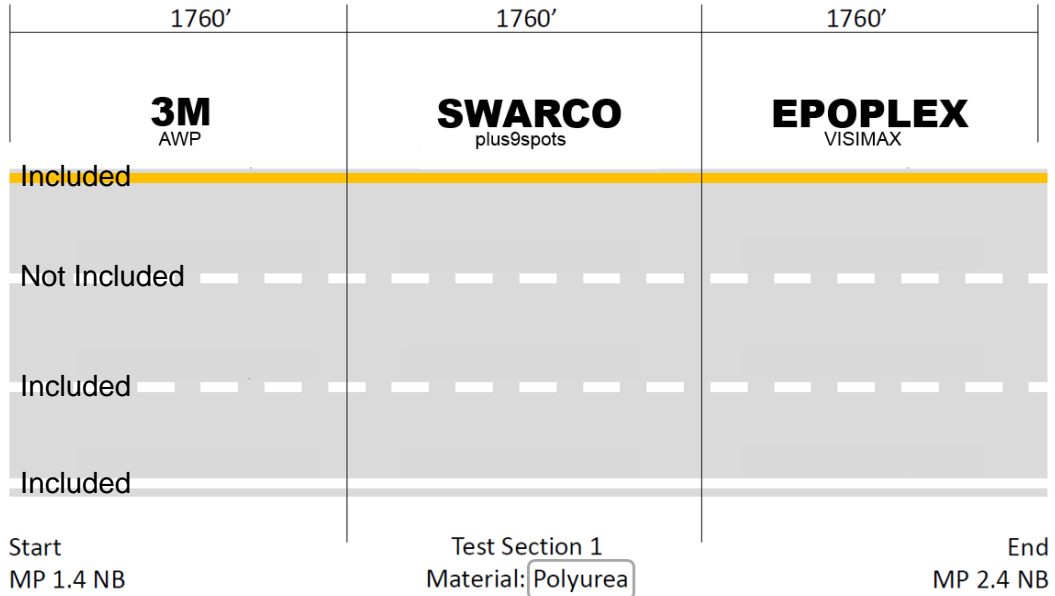 1760’ 1760’ 1760’
3M SWARCO EPOPLEX
AWP plus9spots VISIMAX
Included
Not Included
Included
Included
Start Test Section 1 End
MP 1.4 NB Material: Polyurea MP 2.4 NB